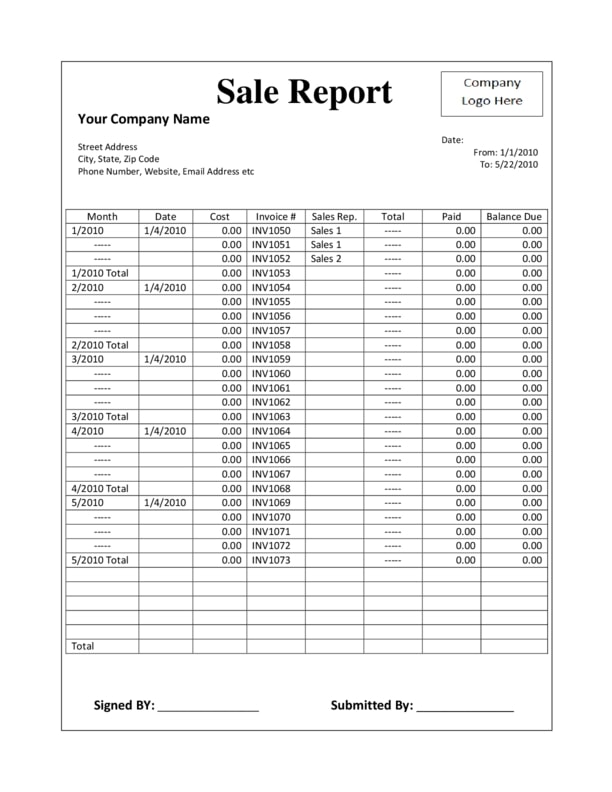 Sale Report
Company
Logo Here
Your Company Name
Street Address
City, State, Zip Code
Phone Number, Website, Email Address etc
Date:
From: 1/1/2010
To: 5/22/2010
Month Date Cost Invoice # Sales Rep. Total Paid Balance Due
1/2010 1/4/2010 0.00 INV1050 Sales 1 ----- 0.00 0.00
----- 0.00 INV1051 Sales 1 ----- 0.00 0.00
----- 0.00 INV1052 Sales 2 ----- 0.00 0.00
1/2010 Total 0.00 INV1053 ----- 0.00 0.00
2/2010 1/4/2010 0.00 INV1054 ----- 0.00 0.00
----- 0.00 INV1055 ----- 0.00 0.00
----- 0.00 INV1056 ----- 0.00 0.00
----- 0.00 INV1057 ----- 0.00 0.00
2/2010 Total 0.00 INV1058 ----- 0.00 0.00
3/2010 1/4/2010 0.00 INV1059 ----- 0.00 0.00
----- 0.00 INV1060 ----- 0.00 0.00
----- 0.00 INV1061 ----- 0.00 0.00
----- 0.00 INV1062 ----- 0.00 0.00
3/2010 Total 0.00 INV1063 ----- 0.00 0.00
4/2010 1/4/2010 0.00 INV1064 ----- 0.00 0.00
----- 0.00 INV1065 ----- 0.00 0.00
----- 0.00 INV1066 ----- 0.00 0.00
----- 0.00 INV1067 ----- 0.00 0.00
4/2010 Total 0.00 INV1068 ----- 0.00 0.00
5/2010 1/4/2010 0.00 INV1069 ----- 0.00 0.00
----- 0.00 INV1070 ----- 0.00 0.00
----- 0.00 INV1071 ----- 0.00 0.00
----- 0.00 INV1072 ----- 0.00 0.00
5/2010 Total 0.00 INV1073 ----- 0.00 0.00
Total
Signed BY: _______________ Submitted By: ______________